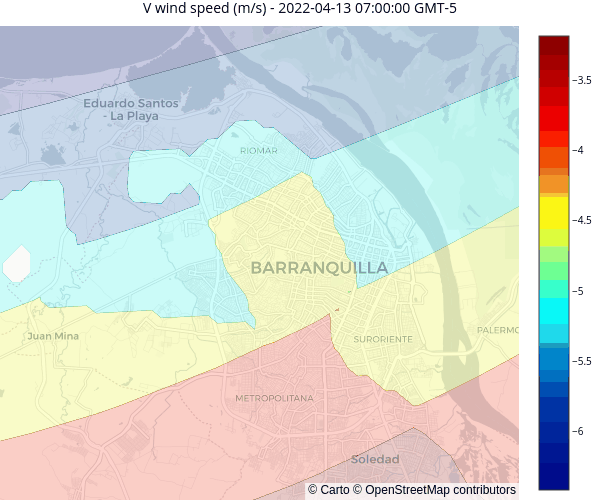 V wind speed (m/s) - 2022-04-13 07:00:00 GMT-5
Eduardo Santos
- La Playa
RIOMAR
BARRANQUILLA
Juan Mina
SURORIENTE
PALERMO
METROPOLITANA
Soledad
−3.5
−4
−4.5
−5
−5.5
−6
© Carto © OpenStreetMap contributors